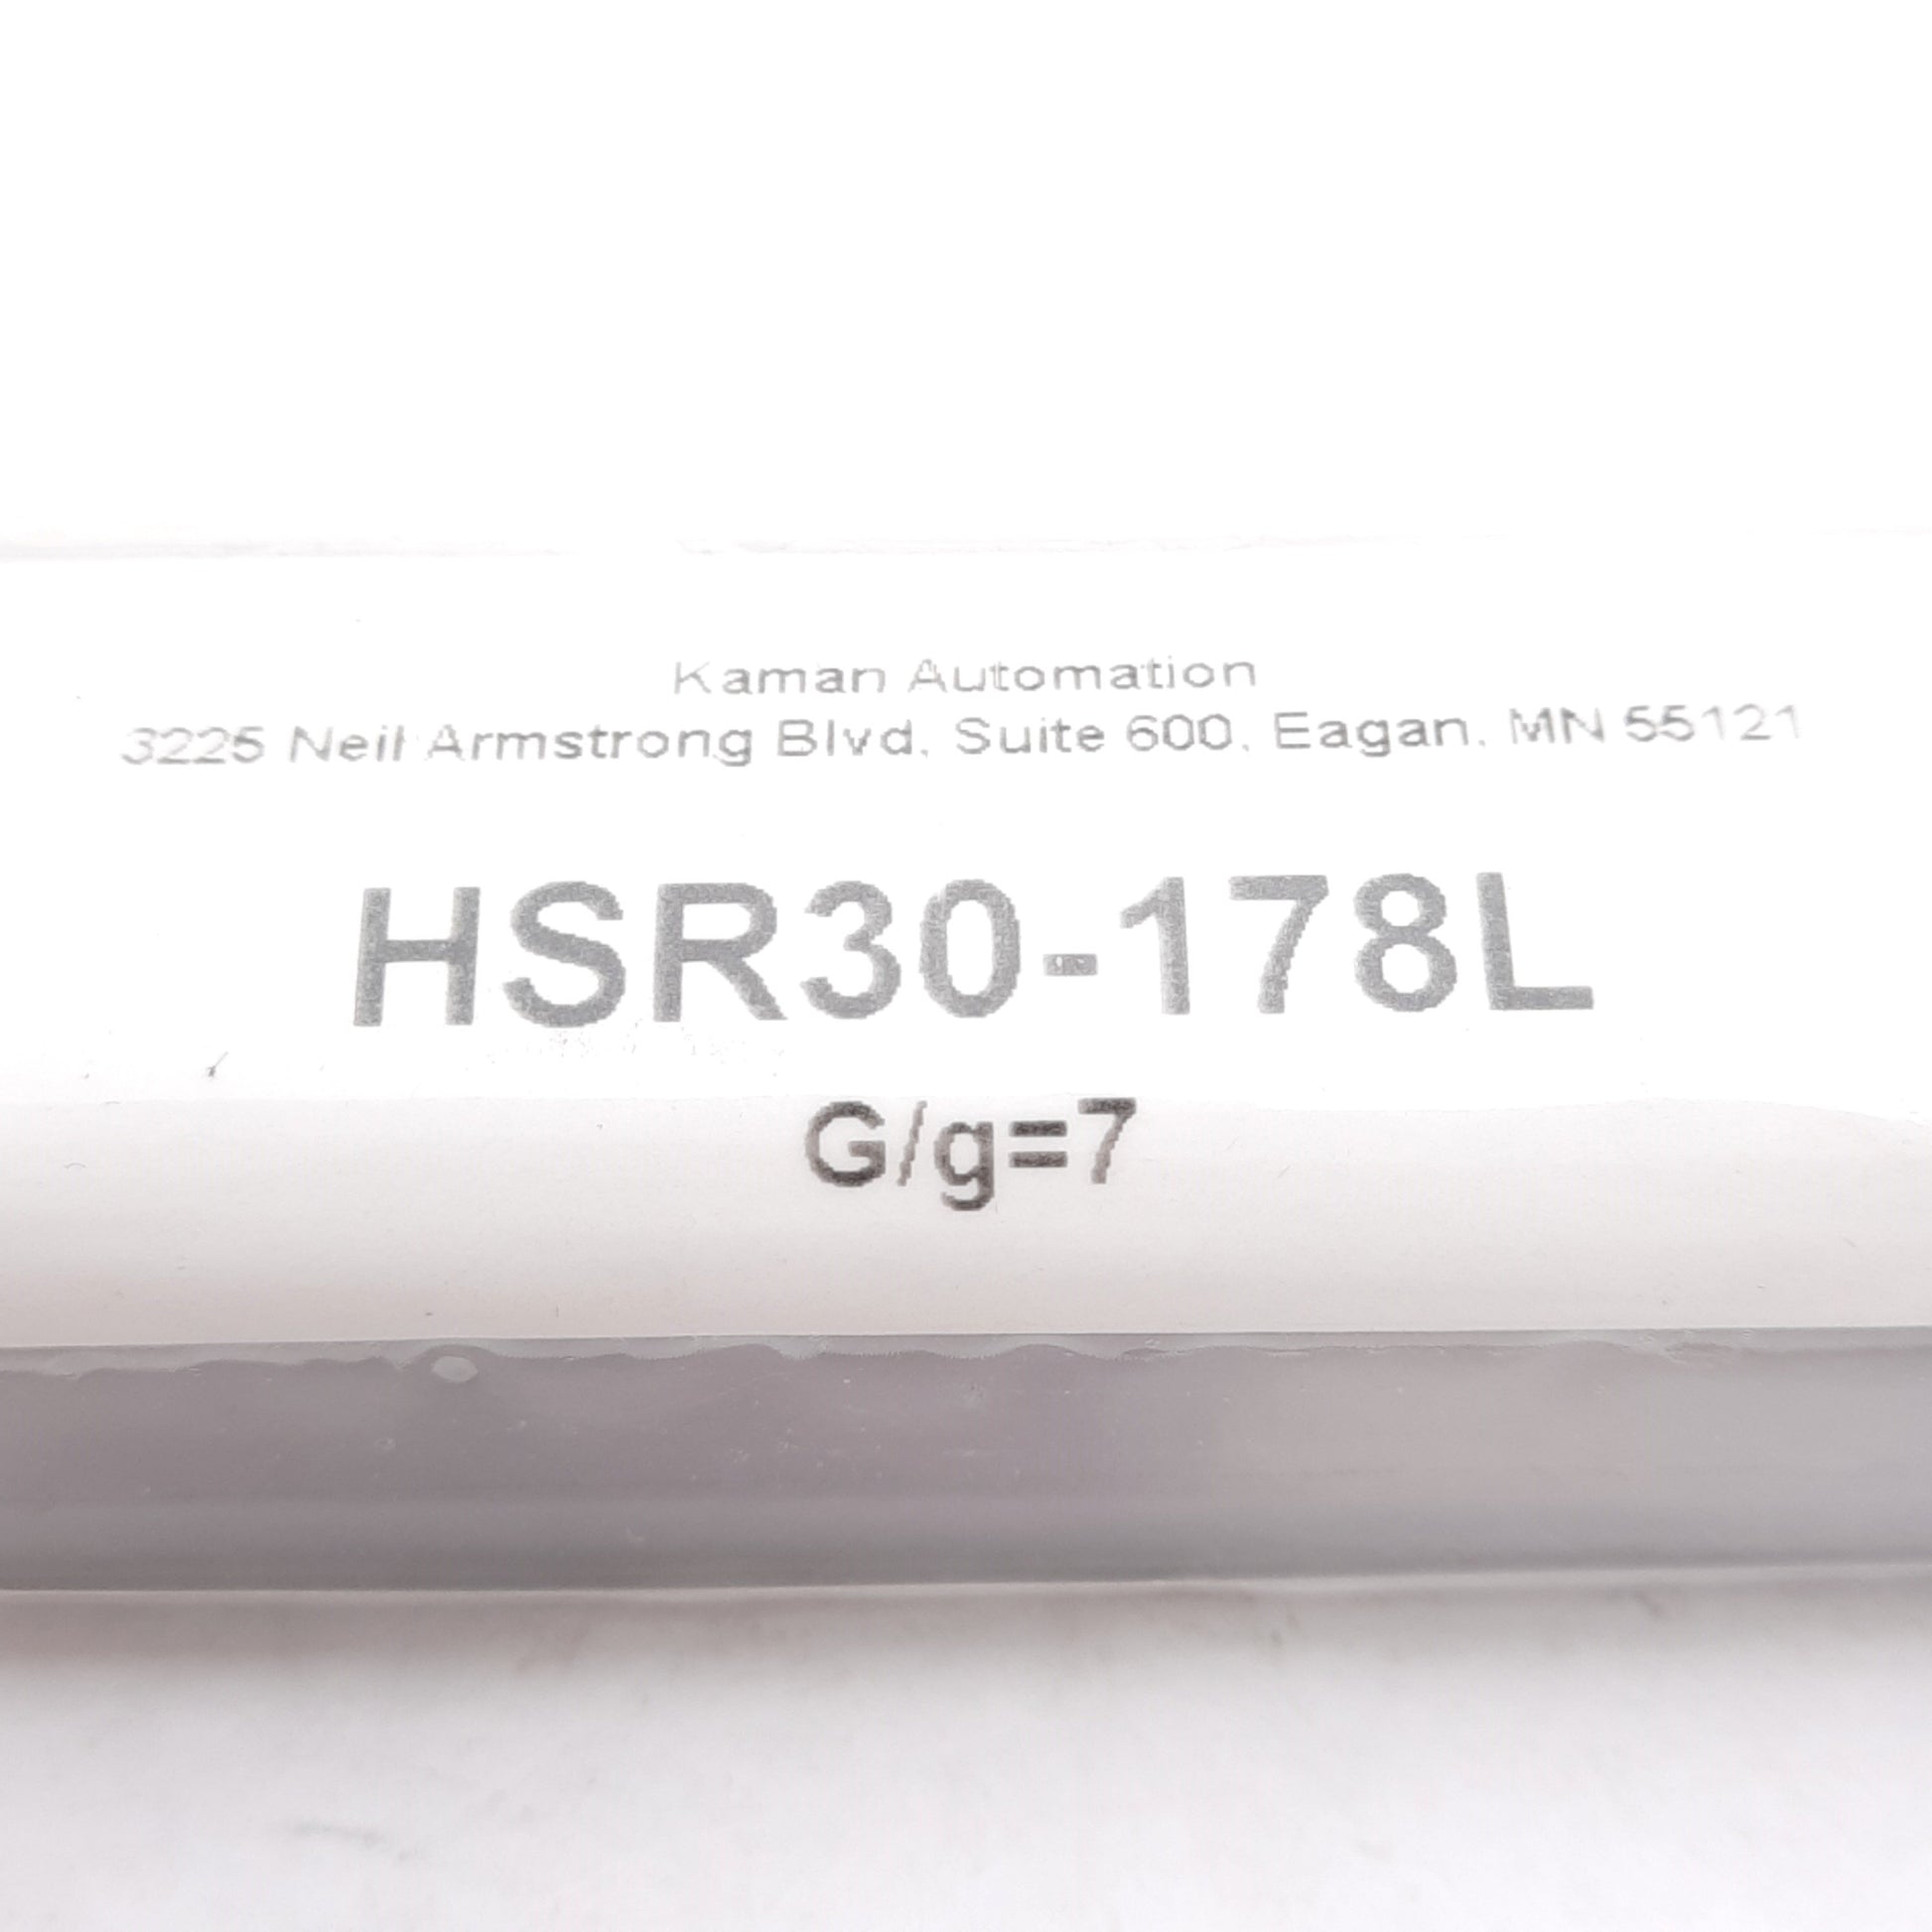 Kaman Automation
3225 Neil Armstrong Blvd, Suite 600, Eagan, MN 55121
HSR30-178L
G/g=7